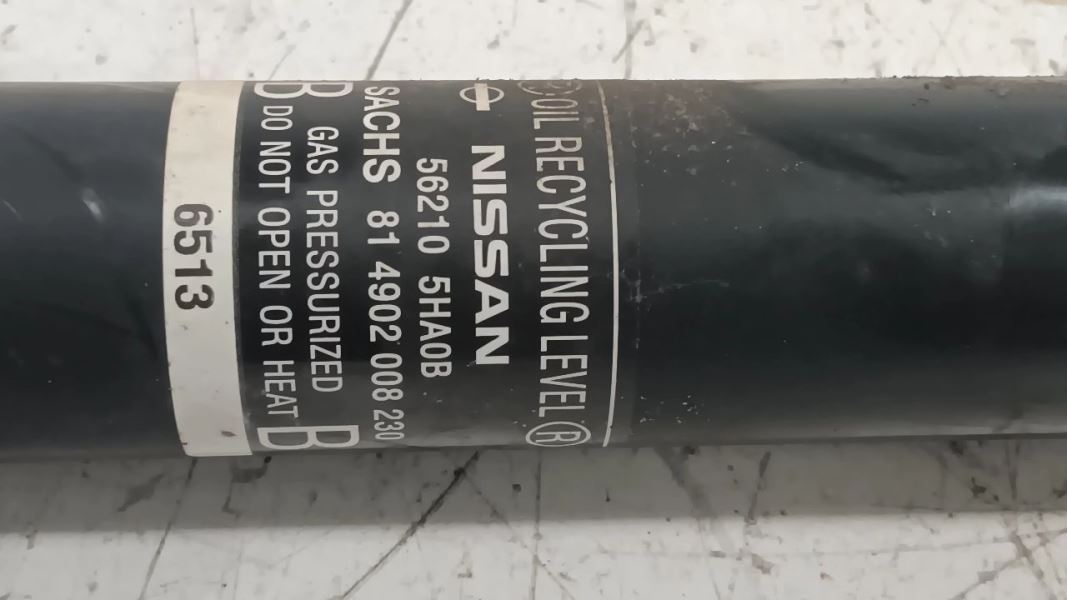 Ⓡ OIL RECYCLING LEVEL Ⓡ
NISSAN
56210 5HA0B
SACHS 81 4902 008 230
B GAS PRESSURIZED B
B DO NOT OPEN OR HEAT B
6513